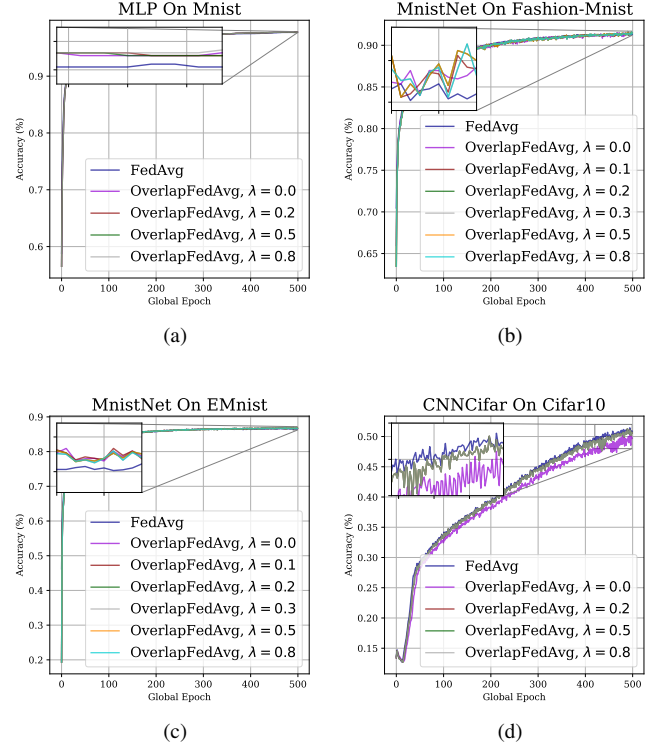 MLP On Mnist
0.9
0.8
0.7
0.6
Accuracy (%)
FedAvg
OverlapFedAvg, λ = 0.0
OverlapFedAvg, λ = 0.2
OverlapFedAvg, λ = 0.5
OverlapFedAvg, λ = 0.8
0 100 200 300 400 500
Global Epoch
(a)
MnistNet On Fashion-Mnist
0.90
0.85
0.80
0.75
0.70
0.65
Accuracy (%)
FedAvg
OverlapFedAvg, λ = 0.0
OverlapFedAvg, λ = 0.1
OverlapFedAvg, λ = 0.2
OverlapFedAvg, λ = 0.3
OverlapFedAvg, λ = 0.5
OverlapFedAvg, λ = 0.8
0 100 200 300 400 500
Global Epoch
(b)
MnistNet On EMnist
0.9
0.8
0.7
0.6
0.5
0.4
0.3
0.2
Accuracy (%)
FedAvg
OverlapFedAvg, λ = 0.0
OverlapFedAvg, λ = 0.1
OverlapFedAvg, λ = 0.2
OverlapFedAvg, λ = 0.3
OverlapFedAvg, λ = 0.5
OverlapFedAvg, λ = 0.8
0 100 200 300 400 500
Global Epoch
(c)
CNNCifar On Cifar10
0.50
0.45
0.40
0.35
0.30
0.25
0.20
0.15
Accuracy (%)
FedAvg
OverlapFedAvg, λ = 0.0
OverlapFedAvg, λ = 0.2
OverlapFedAvg, λ = 0.5
OverlapFedAvg, λ = 0.8
0 100 200 300 400 500
Global Epoch
(d)